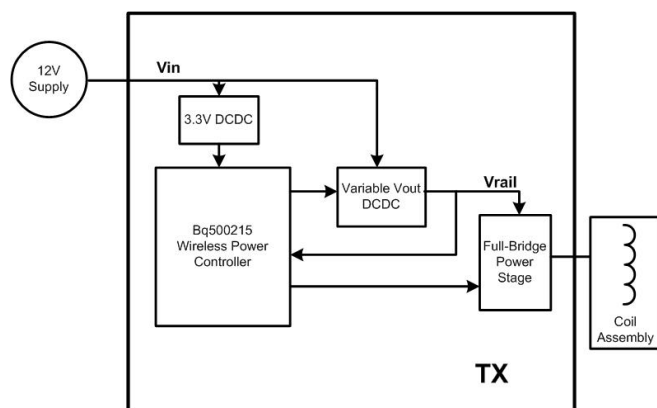 12V
Supply
Vin
3.3V DCDC
Variable Vout
DCDC
Vrail
Bq500215
Wireless Power
Controller
Full-Bridge
Power
Stage
Coil
Assembly
TX